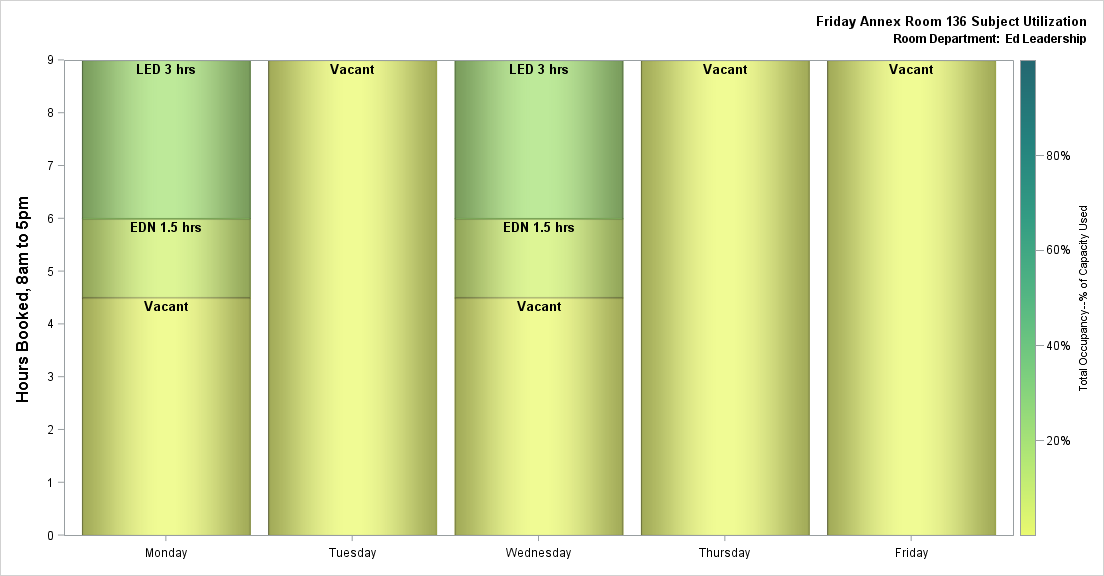 Friday Annex Room 136 Subject Utilization
Room Department: Ed Leadership
Hours Booked, 8am to 5pm
9
8
7
6
5
4
3
2
1
0
LED 3 hrs
EDN 1.5 hrs
Vacant
Vacant
LED 3 hrs
EDN 1.5 hrs
Vacant
Vacant
Vacant
Monday
Tuesday
Wednesday
Thursday
Friday
80%
60%
40%
20%
Total Occupancy--% of Capacity Used